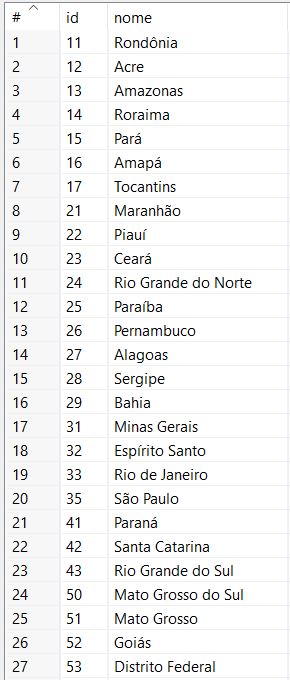 # id nome
1 11 Rondônia
2 12 Acre
3 13 Amazonas
4 14 Roraima
5 15 Pará
6 16 Amapá
7 17 Tocantins
8 21 Maranhão
9 22 Piauí
10 23 Ceará
11 24 Rio Grande do Norte
12 25 Paraíba
13 26 Pernambuco
14 27 Alagoas
15 28 Sergipe
16 29 Bahia
17 31 Minas Gerais
18 32 Espírito Santo
19 33 Rio de Janeiro
20 35 São Paulo
21 41 Paraná
22 42 Santa Catarina
23 43 Rio Grande do Sul
24 50 Mato Grosso do Sul
25 51 Mato Grosso
26 52 Goiás
27 53 Distrito Federal